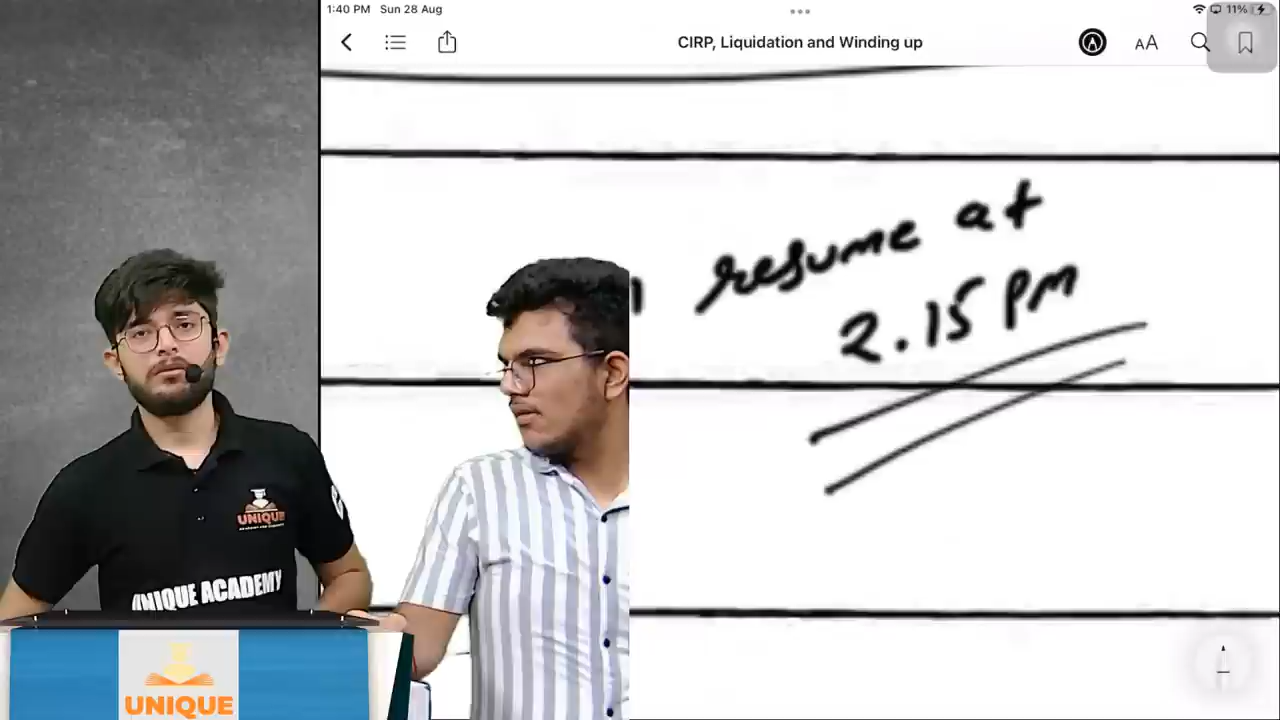 1:40 PM Sun 28 Aug
11%
CIRP, Liquidation and Winding up
AA
resume at
2.15 pm
UNIQUE
UNIQUE ACADEMY
UNIQUE